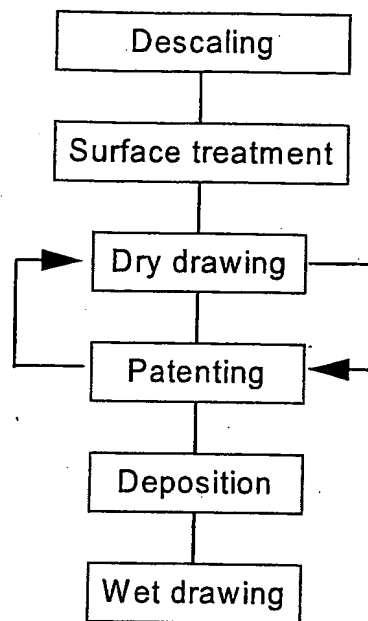 Descaling
Surface treatment
Dry drawing
Patenting
Deposition
Wet drawing